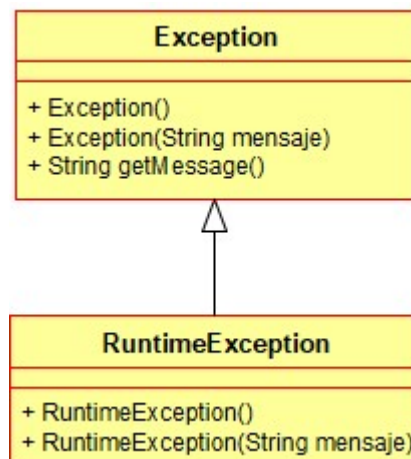 Exception
+ Exception()
+ Exception(String mensaje)
+ String getMessage()
RuntimeException
+ RuntimeException()
+ RuntimeException(String mensaje)